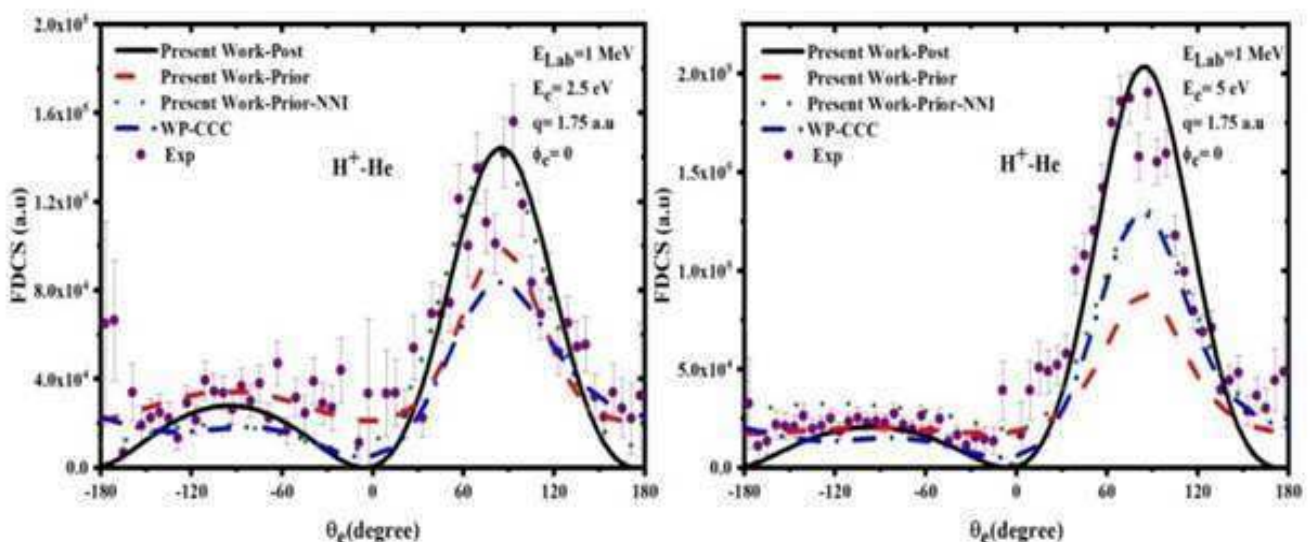 2.0x10⁵
1.6x10⁵
1.2x10⁵
8.0x10⁴
4.0x10⁴
0.0
FDCS (a.u)
Present Work-Post
Present Work-Prior
Present Work-Prior-NNI
WP-CCC
Exp
E_Lab=1 MeV
E_e= 2.5 eV
q= 1.75 a.u
ϕ_e= 0
H⁺-He
-180 -120 -60 0 60 120 180
θ_e(degree)
2.0x10⁵
1.5x10⁵
1.0x10⁵
5.0x10⁴
0.0
FDCS (a.u)
Present Work-Post
Present Work-Prior
Present Work-Prior-NNI
WP-CCC
Exp
E_Lab=1 MeV
E_e= 5 eV
q= 1.75 a.u
ϕ_e= 0
H⁺-He
-180 -120 -60 0 60 120 180
θ_e(degree)